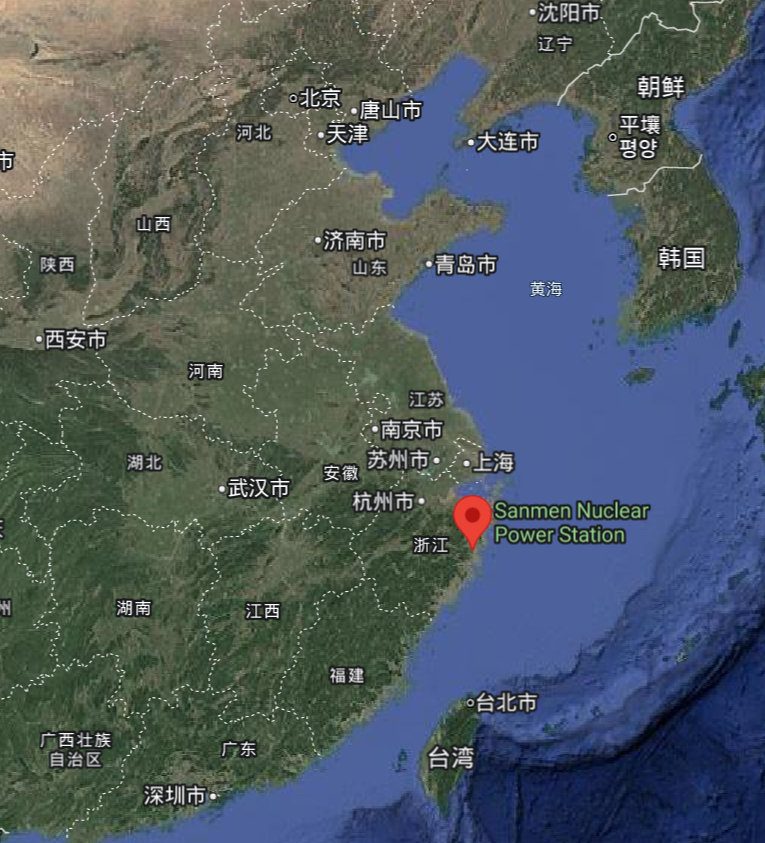 沈阳市
辽宁
朝鲜
北京
唐山市
平壤
평양
河北
天津
大连市
市
山西
济南市
韩国
陕西
山东
青岛市
黄海
西安市
河南
江苏
南京市
湖北
安徽
苏州市
上海
武汉市
杭州市
Sanmen Nuclear
Power Station
浙江
州
湖南
江西
福建
台北市
广西壮族
自治区
广东
台湾
深圳市